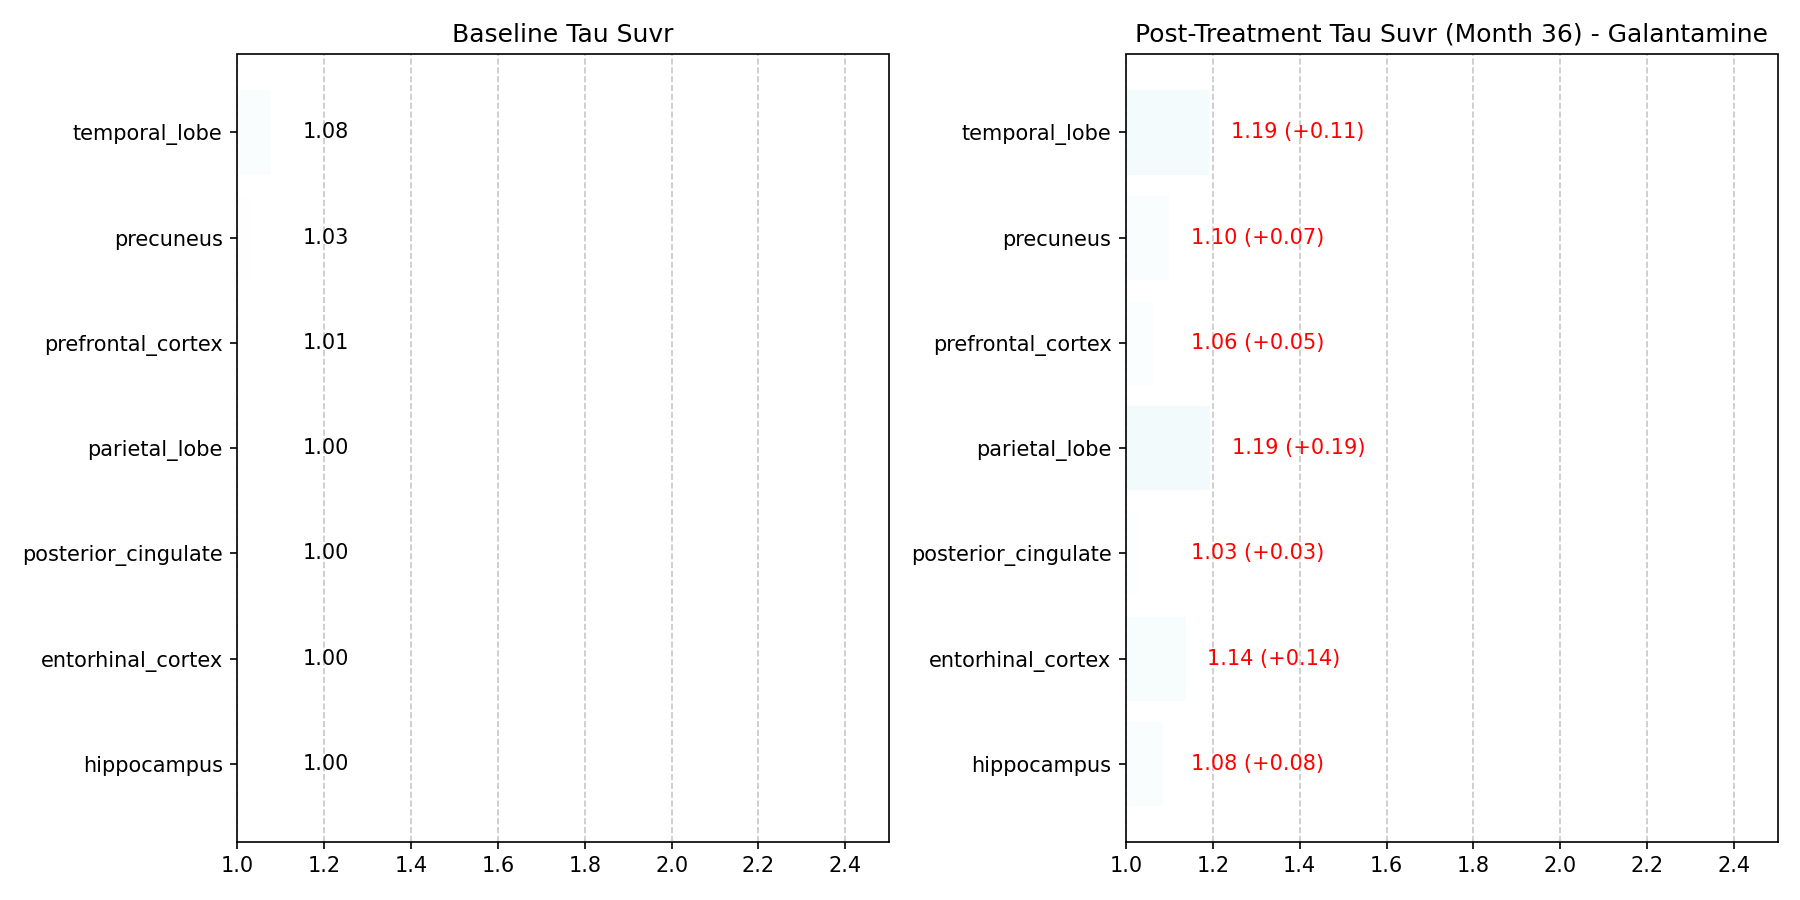 Baseline Tau Suvr
temporal_lobe 1.08
precuneus 1.03
prefrontal_cortex 1.01
parietal_lobe 1.00
posterior_cingulate 1.00
entorhinal_cortex 1.00
hippocampus 1.00
1.0 1.2 1.4 1.6 1.8 2.0 2.2 2.4
Post-Treatment Tau Suvr (Month 36) - Galantamine
temporal_lobe 1.19 (+0.11)
precuneus 1.10 (+0.07)
prefrontal_cortex 1.06 (+0.05)
parietal_lobe 1.19 (+0.19)
posterior_cingulate 1.03 (+0.03)
entorhinal_cortex 1.14 (+0.14)
hippocampus 1.08 (+0.08)
1.0 1.2 1.4 1.6 1.8 2.0 2.2 2.4